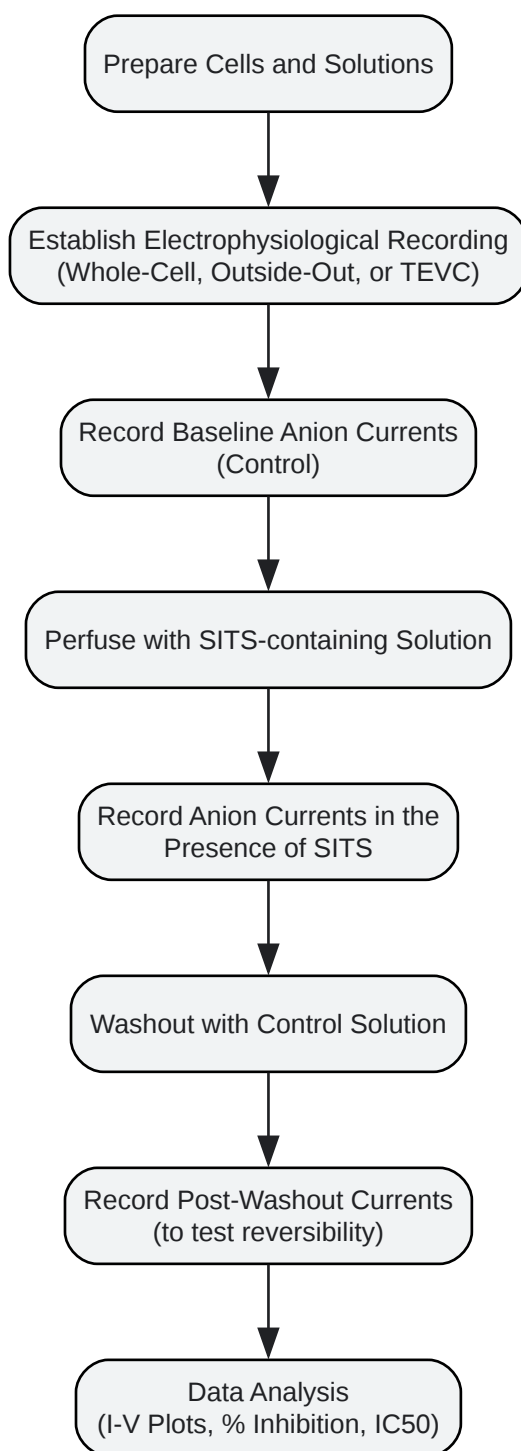 Prepare Cells and Solutions
Establish Electrophysiological Recording
(Whole-Cell, Outside-Out, or TEVC)
Record Baseline Anion Currents
(Control)
Perfuse with SITS-containing Solution
Record Anion Currents in the
Presence of SITS
Washout with Control Solution
Record Post-Washout Currents
(to test reversibility)
Data Analysis
(I-V Plots, % Inhibition, IC50)